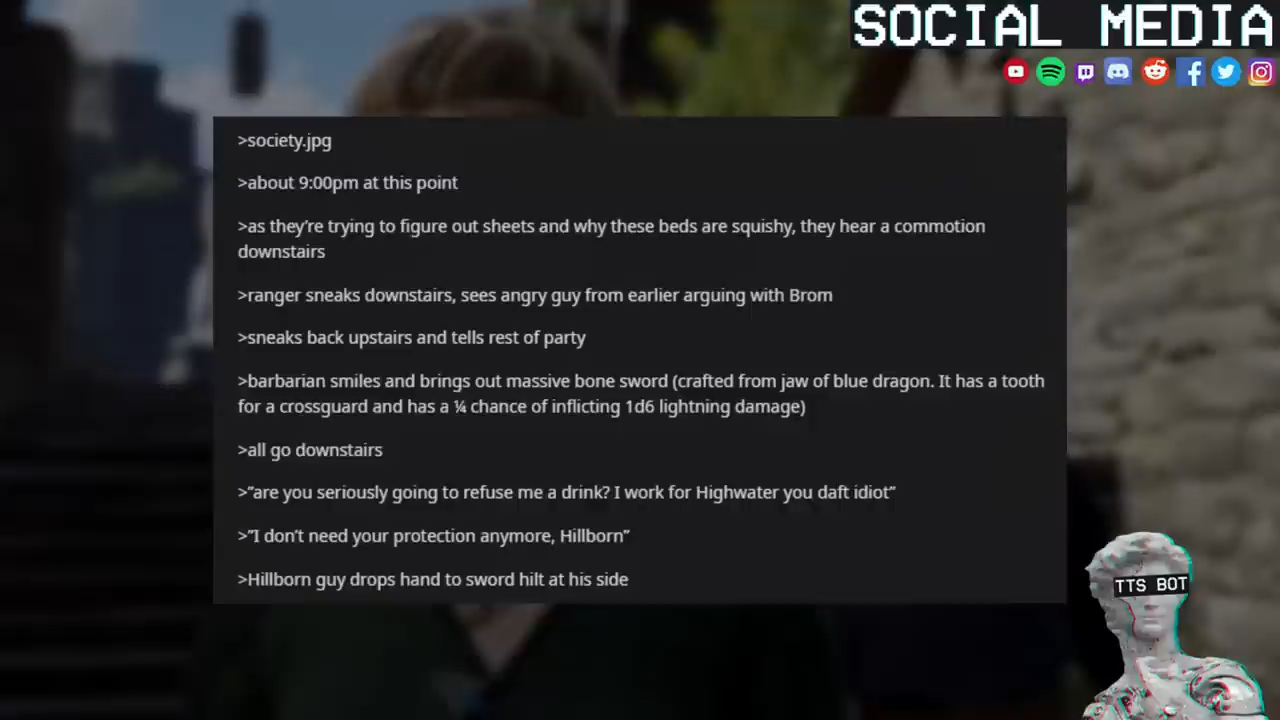 SOCIAL MEDIA
>society.jpg
>about 9:00pm at this point
>as they're trying to figure out sheets and why these beds are squishy, they hear a commotion
downstairs
>ranger sneaks downstairs, sees angry guy from earlier arguing with Brom
>sneaks back upstairs and tells rest of party
>barbarian smiles and brings out massive bone sword (crafted from jaw of blue dragon. It has a tooth
for a crossguard and has a ¼ chance of inflicting 1d6 lightning damage)
>all go downstairs
>"are you seriously going to refuse me a drink? I work for Highwater you daft idiot"
>"I don't need your protection anymore, Hillborn"
>Hillborn guy drops hand to sword hilt at his side
TTS BOT